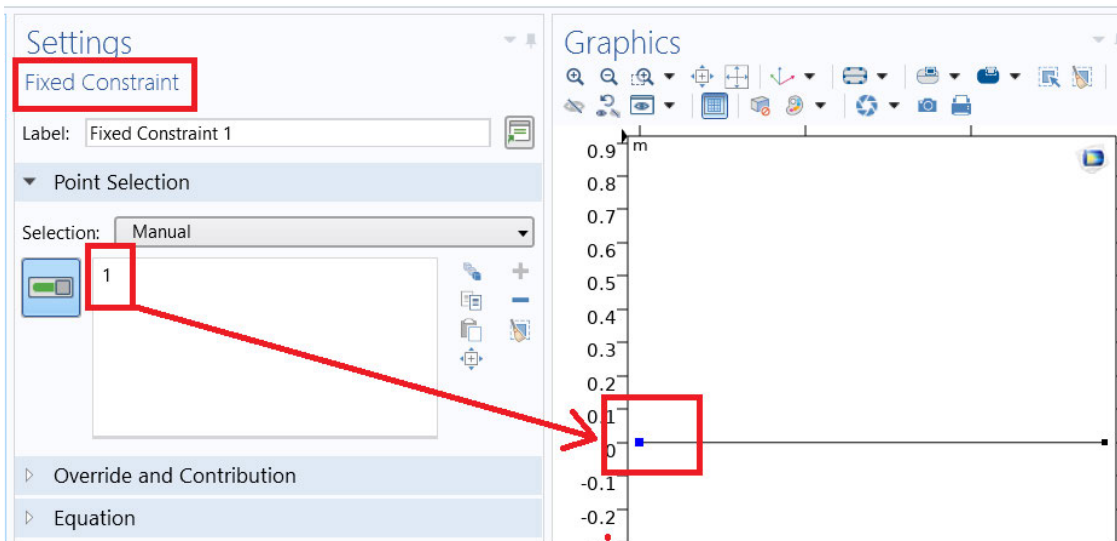 Settings
Fixed Constraint
Label: Fixed Constraint 1
Point Selection
Selection: Manual
1
Override and Contribution
Equation
Graphics
m
0.9
0.8
0.7
0.6
0.5
0.4
0.3
0.2
0.1
0
-0.1
-0.2